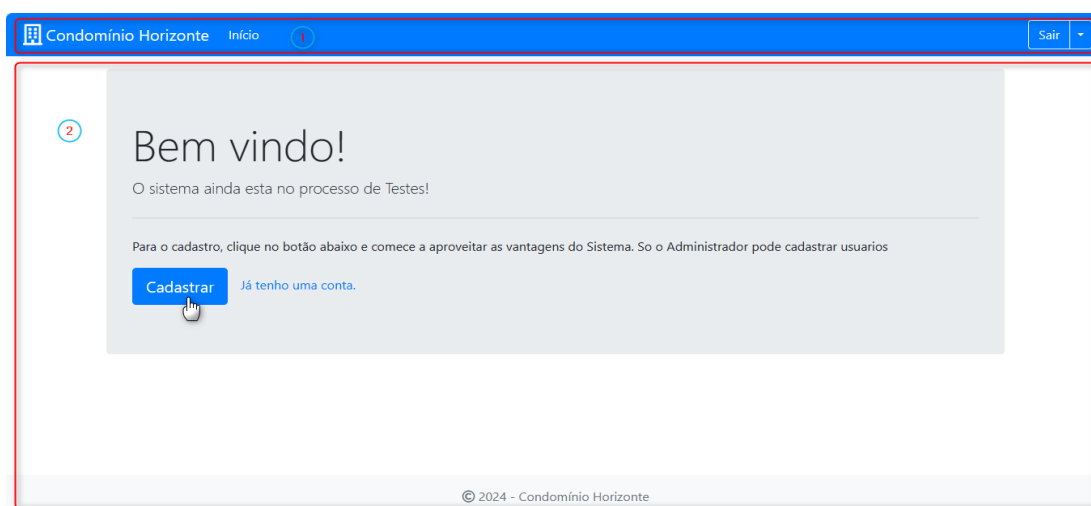 Condomínio Horizonte Início 1 Sair
2
Bem vindo!
O sistema ainda esta no processo de Testes!
Para o cadastro, clique no botão abaixo e comece a aproveitar as vantagens do Sistema. So o Administrador pode cadastrar usuarios
Cadastrar Já tenho uma conta.
© 2024 - Condomínio Horizonte